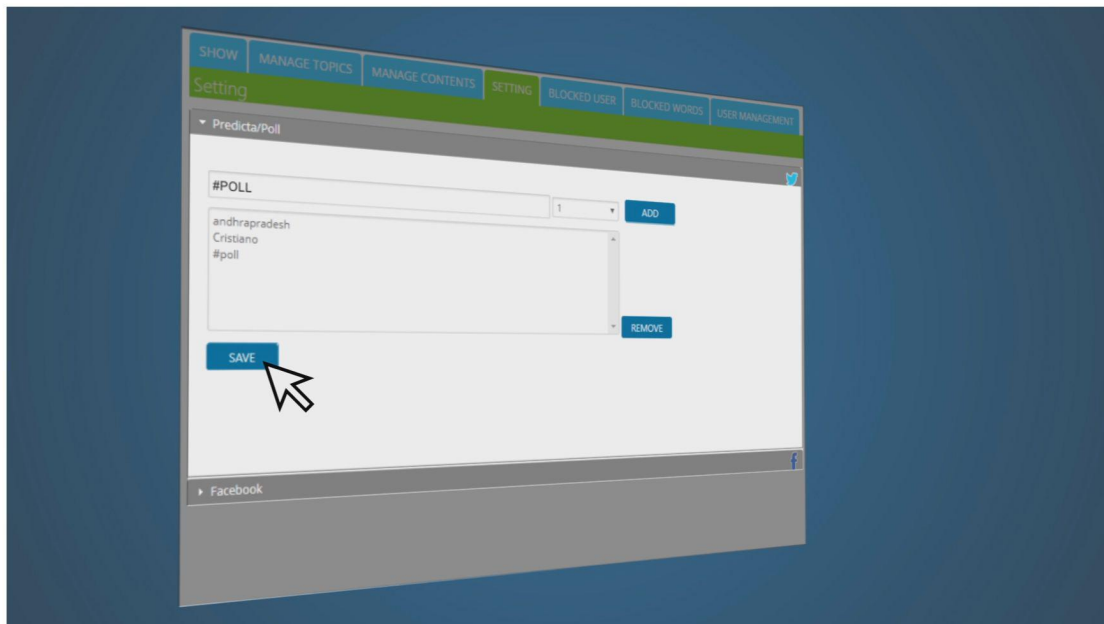 SHOW MANAGE TOPICS MANAGE CONTENTS SETTING BLOCKED USER BLOCKED WORDS USER MANAGEMENT
Setting
Predicta/Poll
#POLL 1 ADD
andhrapradesh
Cristiano
#poll
REMOVE
SAVE
Facebook